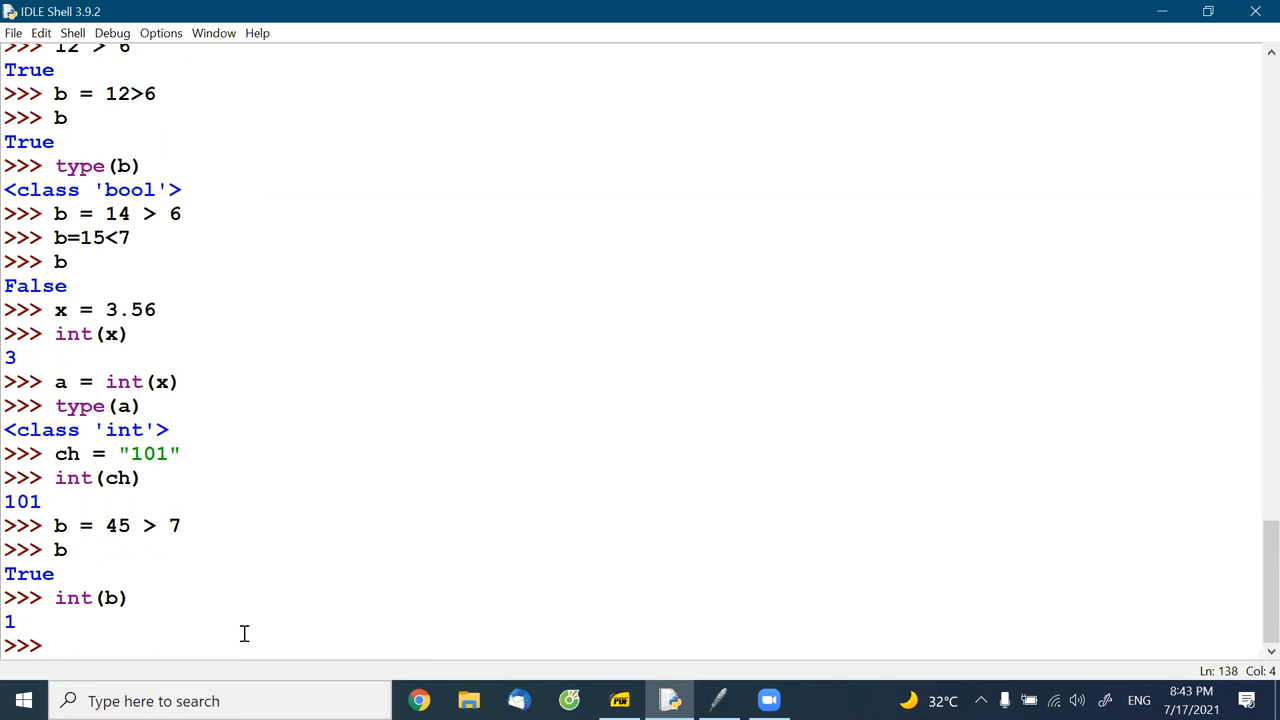 IDLE Shell 3.9.2
File Edit Shell Debug Options Window Help
>>> 12 > 6
True
>>> b = 12>6
>>> b
True
>>> type(b)
<class 'bool'>
>>> b = 14 > 6
>>> b=15<7
>>> b
False
>>> x = 3.56
>>> int(x)
3
>>> a = int(x)
>>> type(a)
<class 'int'>
>>> ch = "101"
>>> int(ch)
101
>>> b = 45 > 7
>>> b
True
>>> int(b)
1
>>>
Ln: 138 Col: 4
Type here to search
PDF
32°C
ENG
8:43 PM
7/17/2021